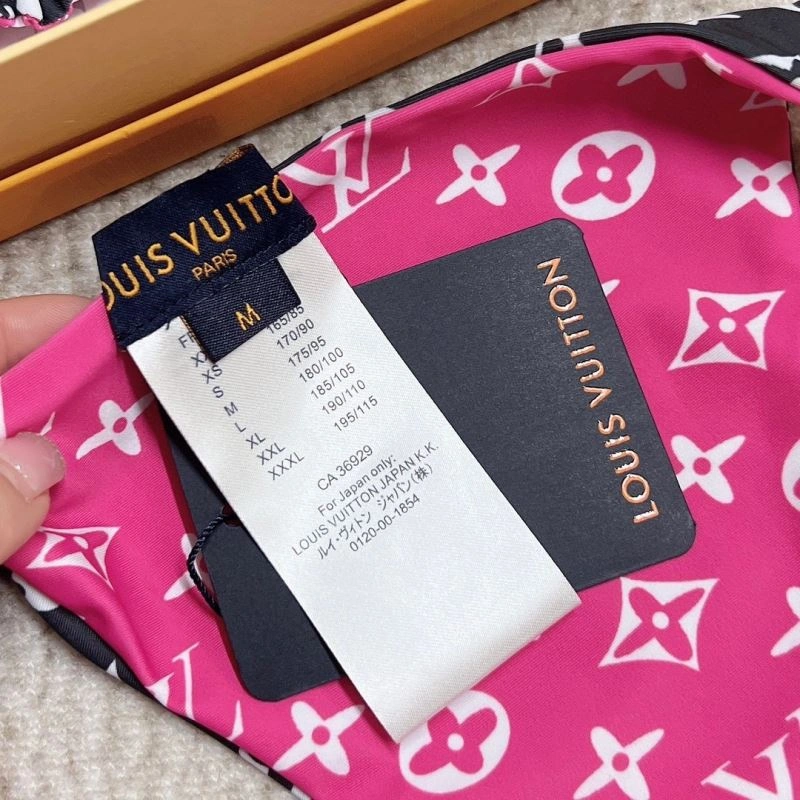 OUIS VUITTO
PARIS
M
165/85
XS 170/90
S 175/95
M 180/100
L 185/105
XL 190/110
XXL 195/115
XXXL
CA 36929
For Japan only:
LOUIS VUITTON JAPAN K.K.
ルイ・ヴィトン ジャパン(株)
0120-00-1854
LOUIS VUITTON